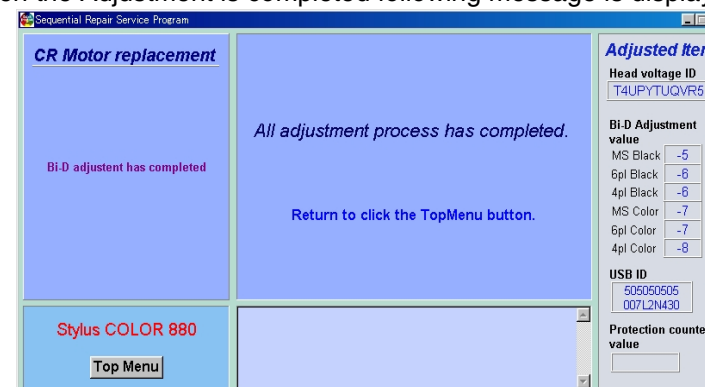 on the Adjustment is completed following message is display
Sequential Repair Service Program
CR Motor replacement
Bi-D adjustent has completed
All adjustment process has completed.
Return to click the TopMenu button.
Stylus COLOR 880
Top Menu
Adjusted Iter
Head voltage ID
T4UPYTUQVR5
Bi-D Adjustment
value
MS Black -5
6pl Black -6
4pl Black -6
MS Color -7
6pl Color -7
4pl Color -8
USB ID
505050505
007L2N430
Protection counte
value